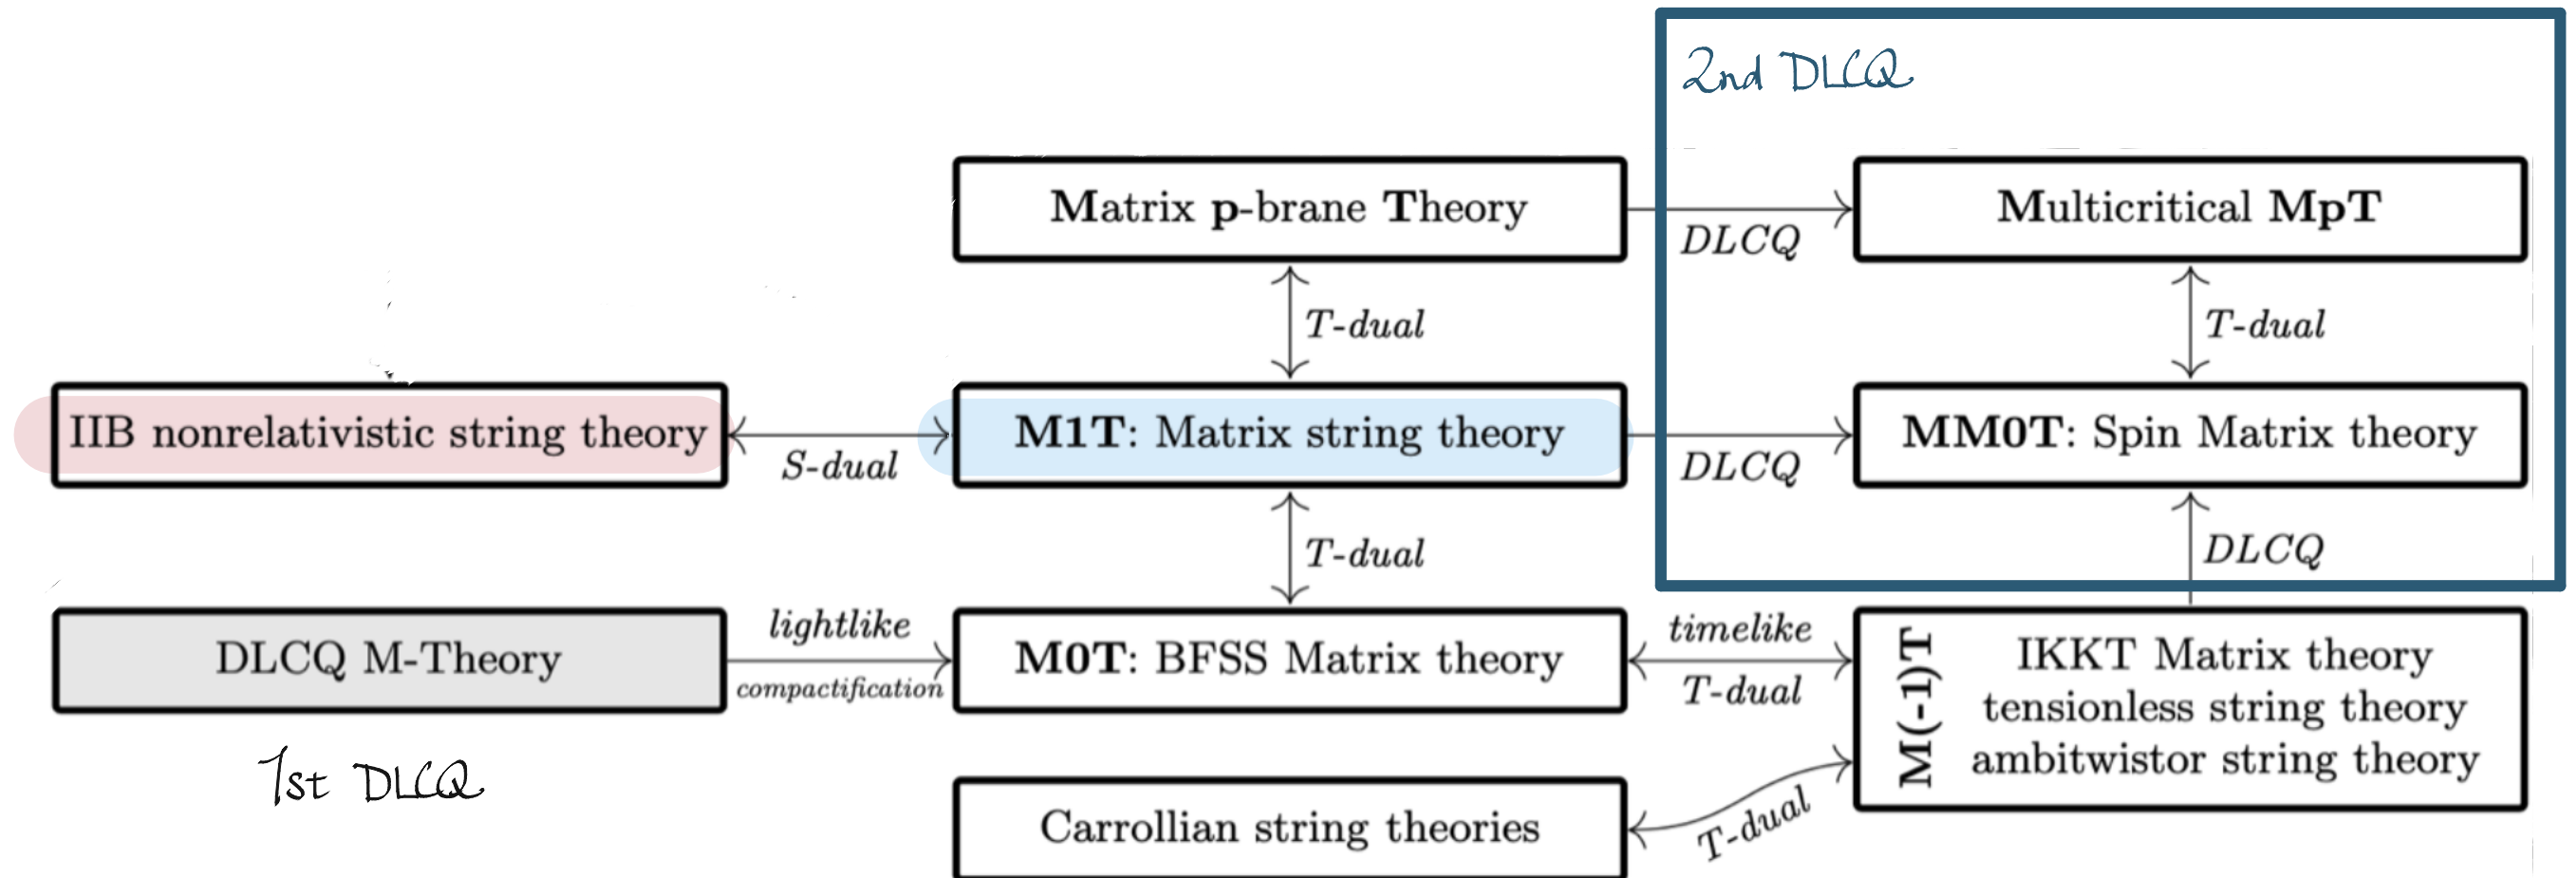 2nd DLCQ
Matrix p-brane Theory
DLCQ
Multicritical MpT
T-dual
T-dual
IIB nonrelativistic string theory
S-dual
M1T: Matrix string theory
DLCQ
MM0T: Spin Matrix theory
T-dual
DLCQ
DLCQ M-Theory
lightlike
compactification
M0T: BFSS Matrix theory
timelike
T-dual
M(-1)T
IKKT Matrix theory
tensionless string theory
ambitwistor string theory
1st DLCQ
Carrollian string theories
T-dual